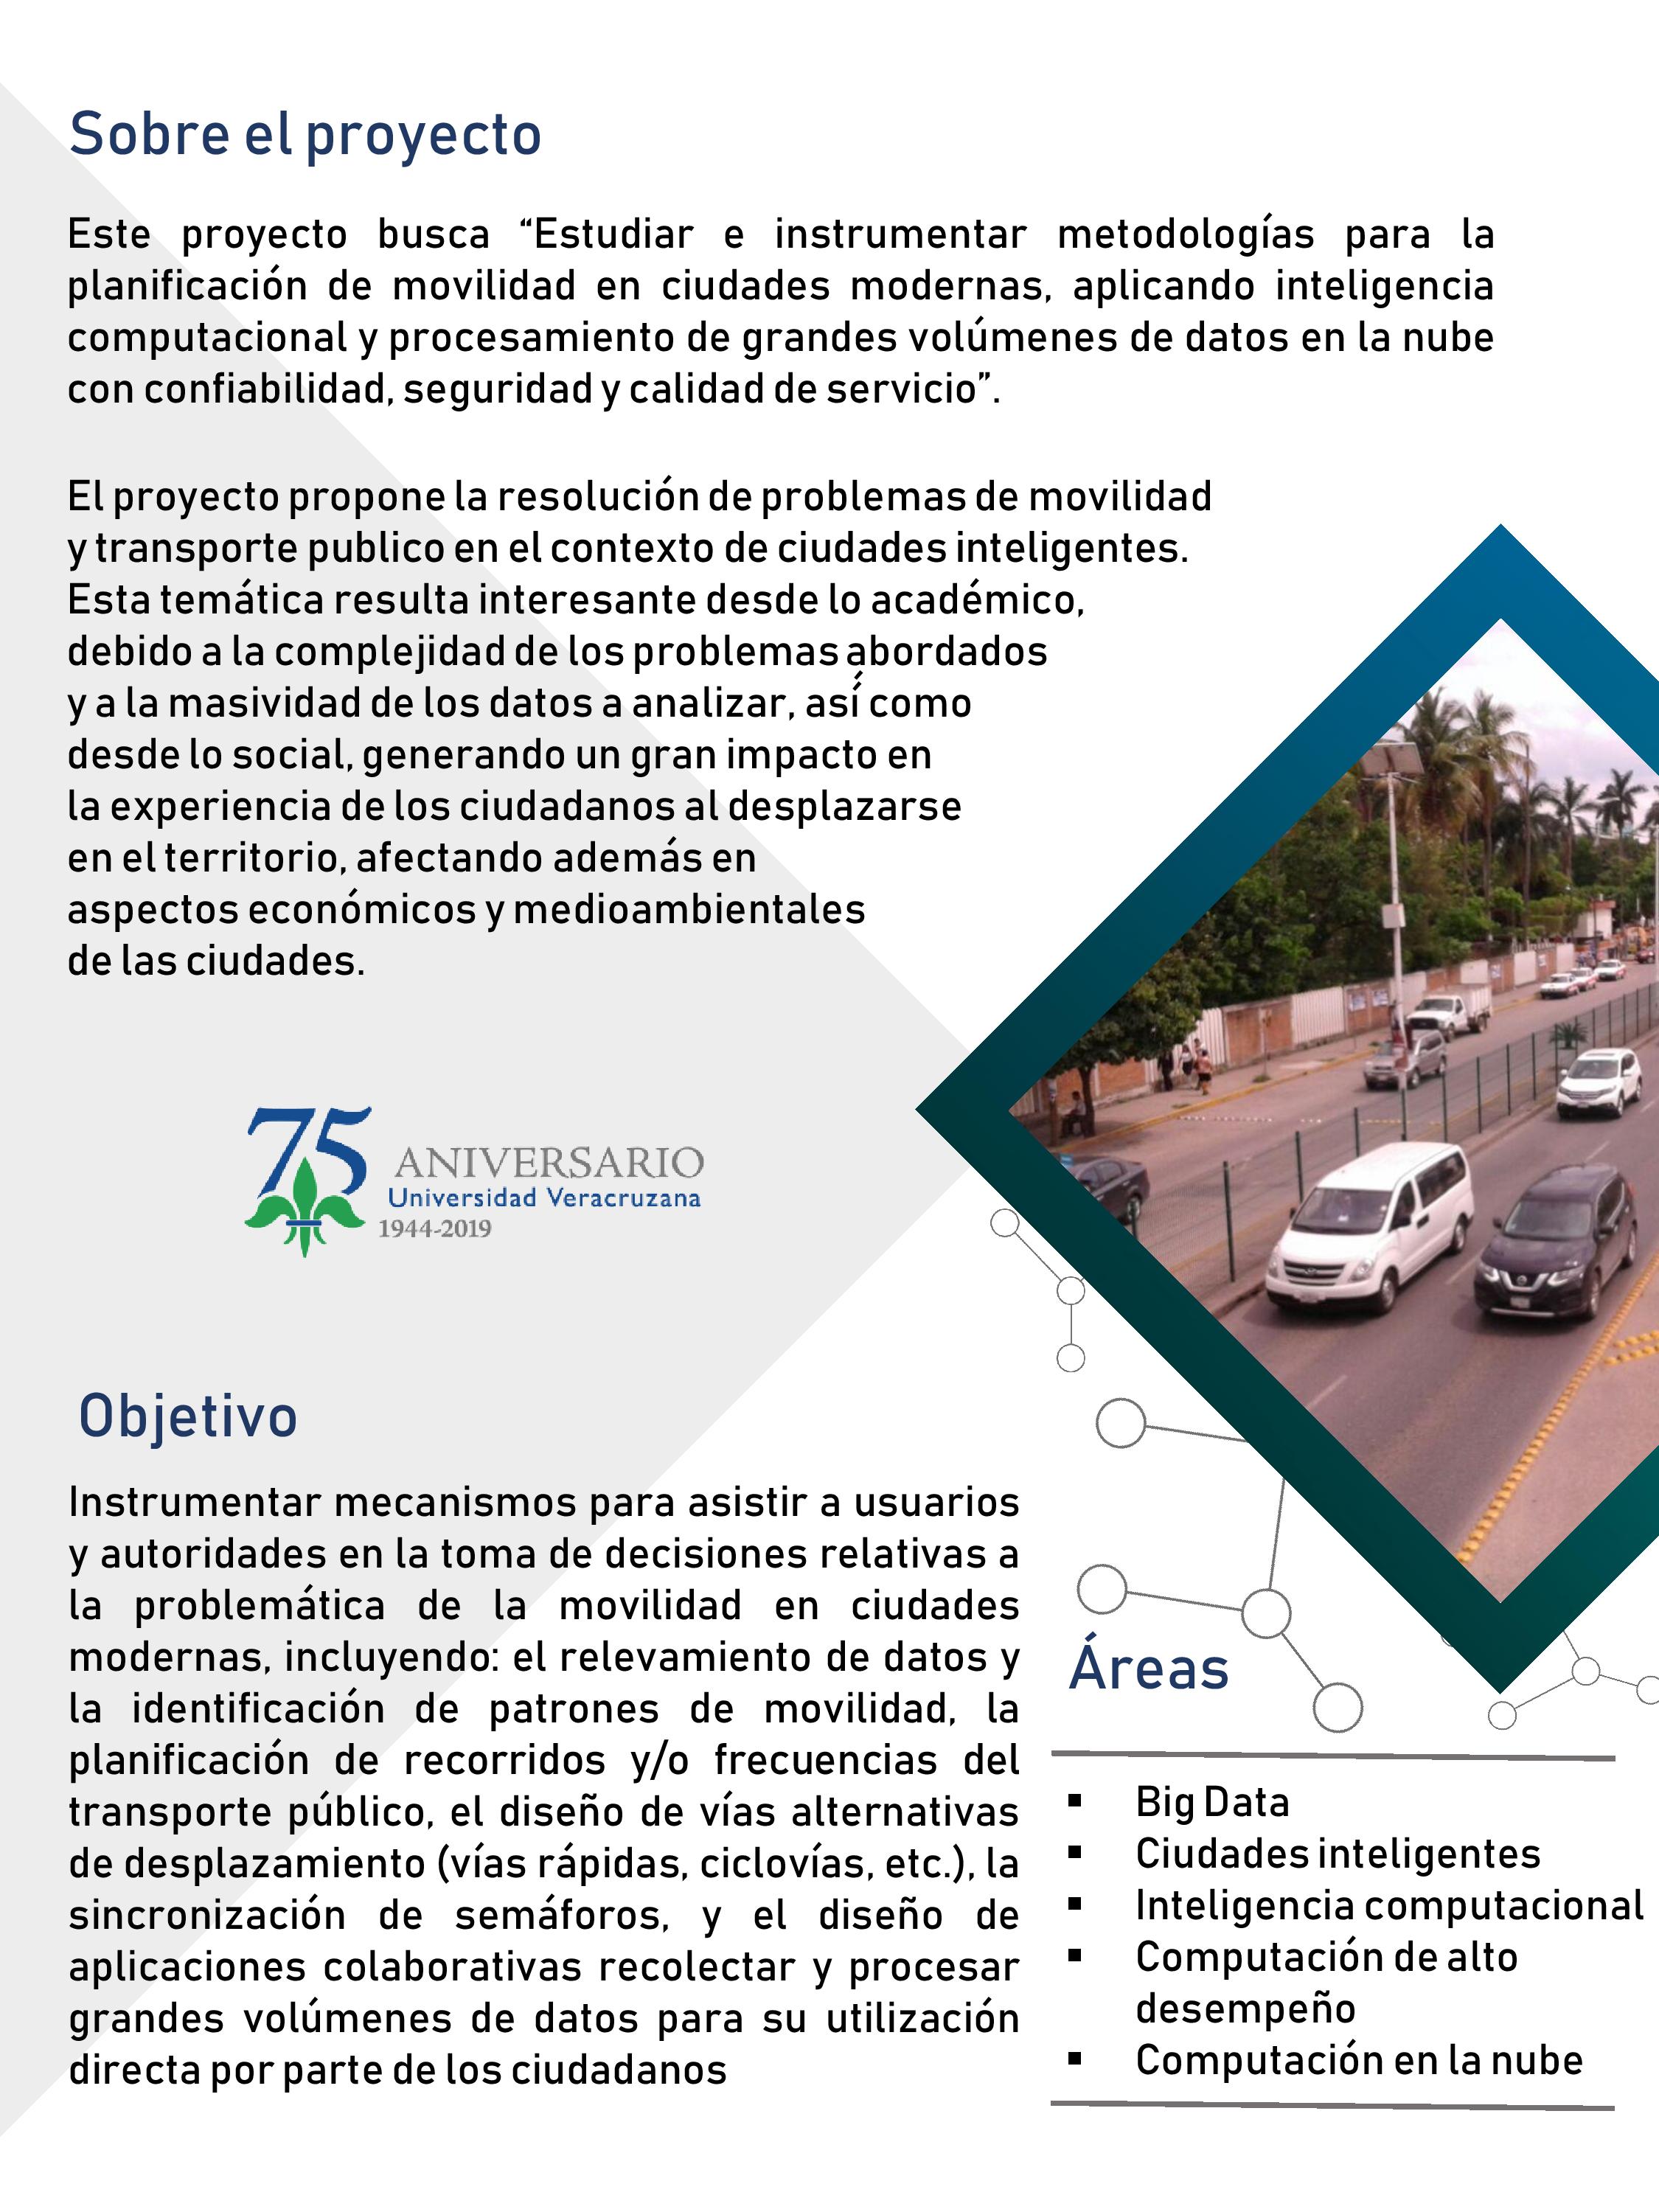 Sobre el proyecto
Este proyecto busca “Estudiar e instrumentar metodologías para la
planificación de movilidad en ciudades modernas, aplicando inteligencia
computacional y procesamiento de grandes volúmenes de datos en la nube
con confiabilidad, seguridad y calidad de servicio”.
El proyecto propone la resolución de problemas de movilidad
y transporte publico en el contexto de ciudades inteligentes.
Esta temática resulta interesante desde lo académico,
debido a la complejidad de los problemas abordados
y a la masividad de los datos a analizar, así como
desde lo social, generando un gran impacto en
la experiencia de los ciudadanos al desplazarse
en el territorio, afectando además en
aspectos económicos y medioambientales
de las ciudades.
75 ANIVERSARIO
Universidad Veracruzana
1944-2019
Objetivo
Instrumentar mecanismos para asistir a usuarios
y autoridades en la toma de decisiones relativas a
la problemática de la movilidad en ciudades
modernas, incluyendo: el relevamiento de datos y
la identificación de patrones de movilidad, la
planificación de recorridos y/o frecuencias del
transporte público, el diseño de vías alternativas
de desplazamiento (vías rápidas, ciclovías, etc.), la
sincronización de semáforos, y el diseño de
aplicaciones colaborativas recolectar y procesar
grandes volúmenes de datos para su utilización
directa por parte de los ciudadanos
Áreas
▪ Big Data
▪ Ciudades inteligentes
▪ Inteligencia computacional
▪ Computación de alto
desempeño
▪ Computación en la nube